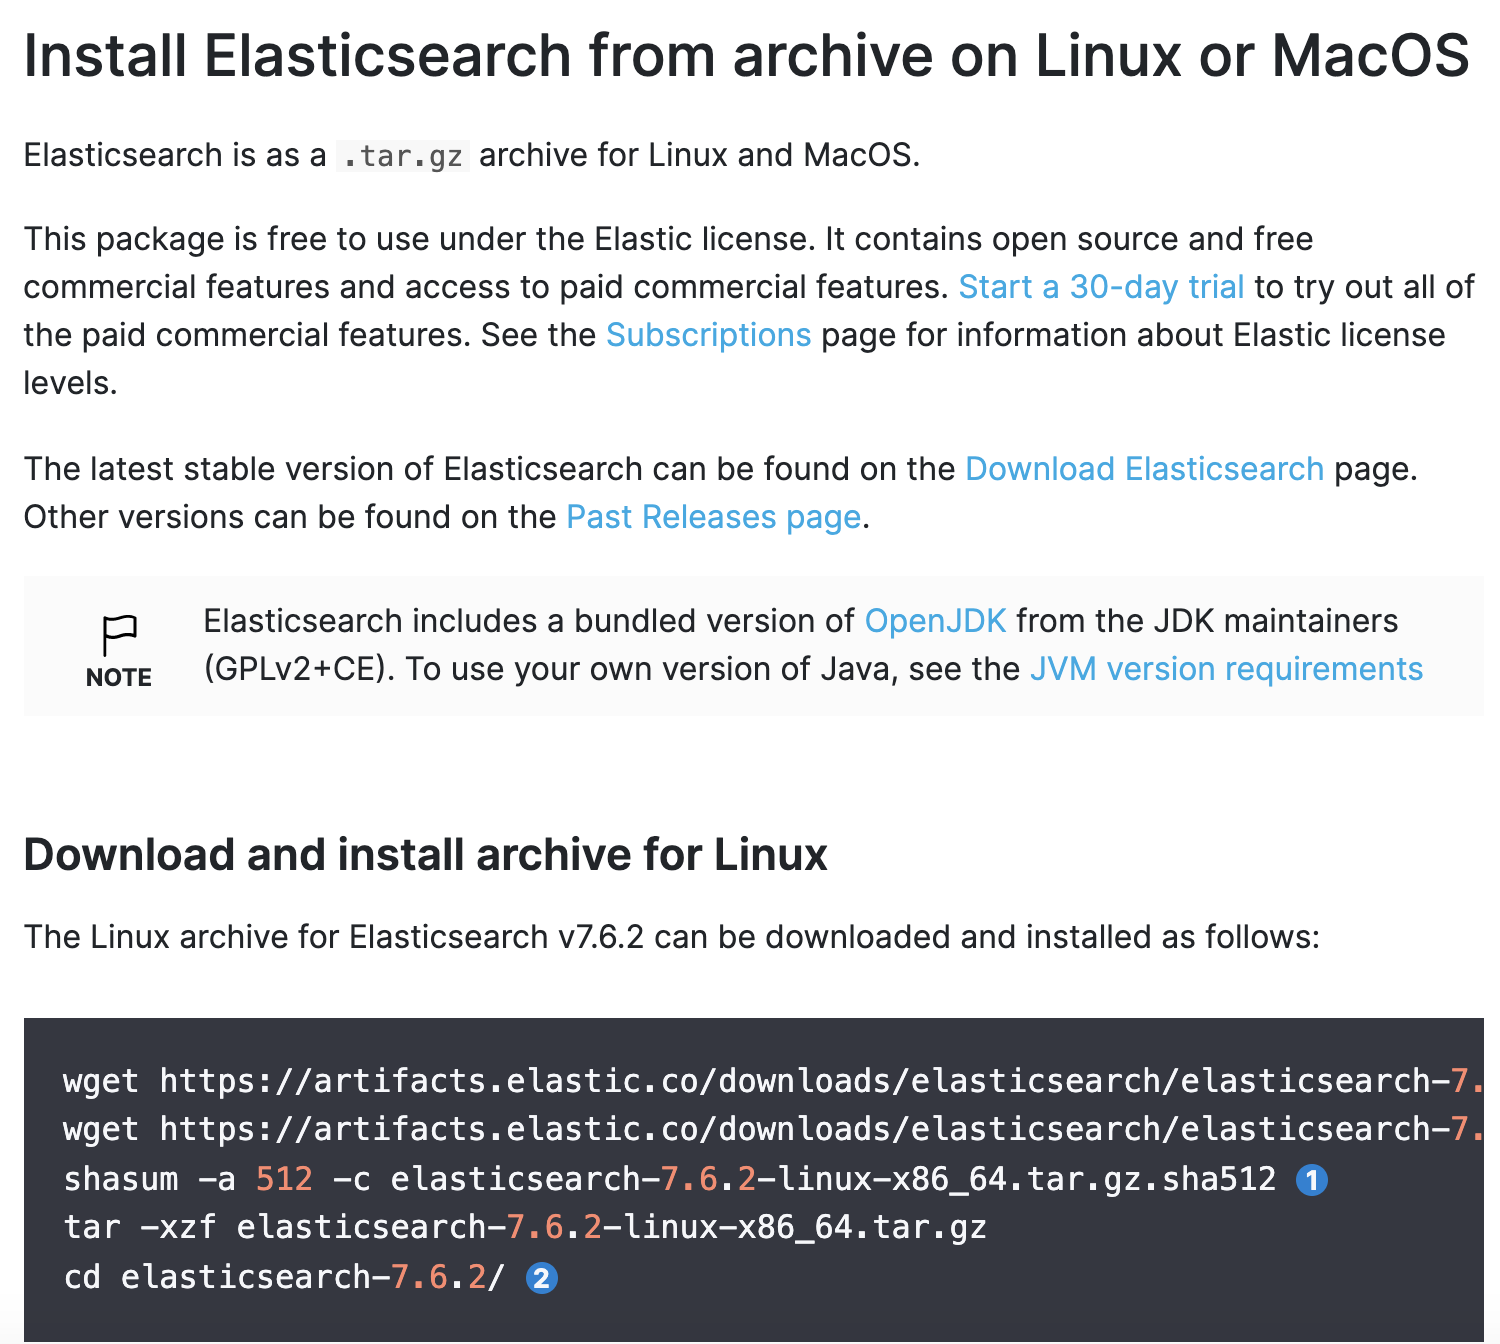 Install Elasticsearch from archive on Linux or MacOS
Elasticsearch is as a .tar.gz archive for Linux and MacOS.
This package is free to use under the Elastic license. It contains open source and free
commercial features and access to paid commercial features. Start a 30-day trial to try out all of
the paid commercial features. See the Subscriptions page for information about Elastic license
levels.
The latest stable version of Elasticsearch can be found on the Download Elasticsearch page.
Other versions can be found on the Past Releases page.
NOTE
Elasticsearch includes a bundled version of OpenJDK from the JDK maintainers
(GPLv2+CE). To use your own version of Java, see the JVM version requirements
Download and install archive for Linux
The Linux archive for Elasticsearch v7.6.2 can be downloaded and installed as follows:
wget https://artifacts.elastic.co/downloads/elasticsearch/elasticsearch-7.
wget https://artifacts.elastic.co/downloads/elasticsearch/elasticsearch-7.
shasum -a 512 -c elasticsearch-7.6.2-linux-x86_64.tar.gz.sha512 1
tar -xzf elasticsearch-7.6.2-linux-x86_64.tar.gz
cd elasticsearch-7.6.2/ 2